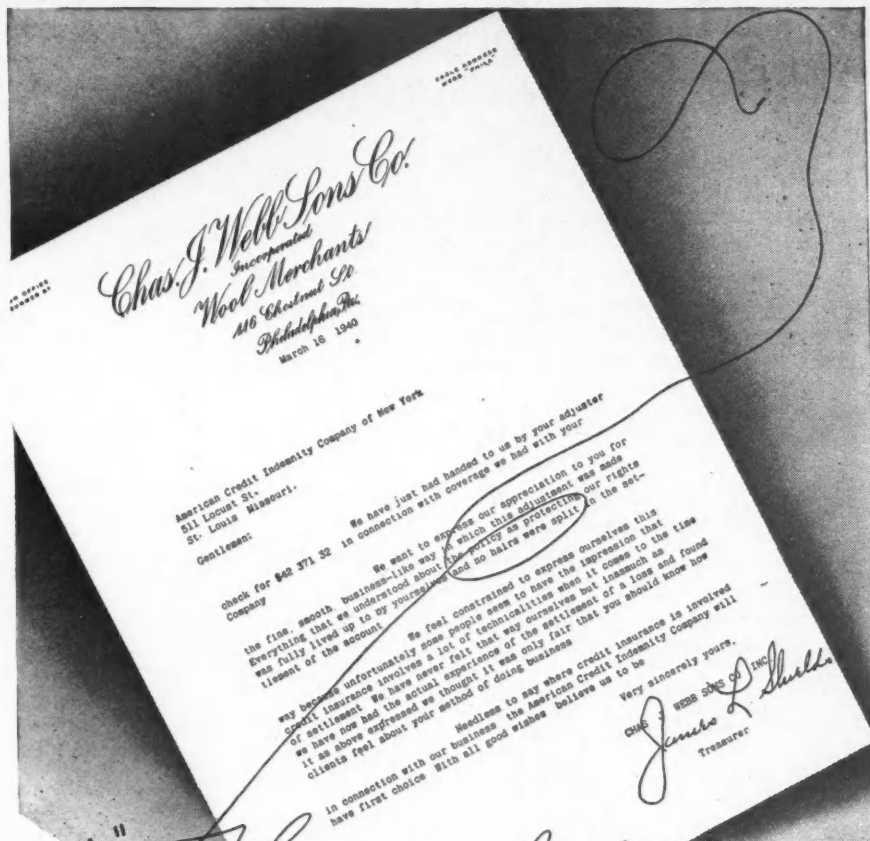 CABLE ADDRESS
WEBB "PHILA"
Chas. J. Webb Sons Co.
Incorporated
Wool Merchants
116 Chestnut St.
Philadelphia, Pa.
March 16 1940
American Credit Indemnity Company of New York
511 Locust St.
St. Louis Missouri.
Gentlemen:
We have just had handed to us by your adjuster
check for $42 371 32 in connection with coverage we had with your
Company
We want to express our appreciation to you for
the fine, smooth, business-like way in which this adjustment was made
Everything that we understood about the policy as protecting our rights
was fully lived up to by yourselves and no hairs were split in the set-
tlement of the account
We feel constrained to express ourselves this
way because unfortunately some people seem to have the impression that
credit insurance involves a lot of technicalities when it comes to the time
of settlement. We have never felt that way ourselves but inasmuch as
we have now had the actual experience of the settlement of a loss and found
it as above expressed we thought it was only fair that you should know how
clients feel about your method of doing business
Needless to say where credit insurance is involved
in connection with our business the American Credit Indemnity Company will
have first choice With all good wishes believe us to be
Very sincerely yours.
CHAS J WEBB SONS CO INC
James L Shields
Treasurer